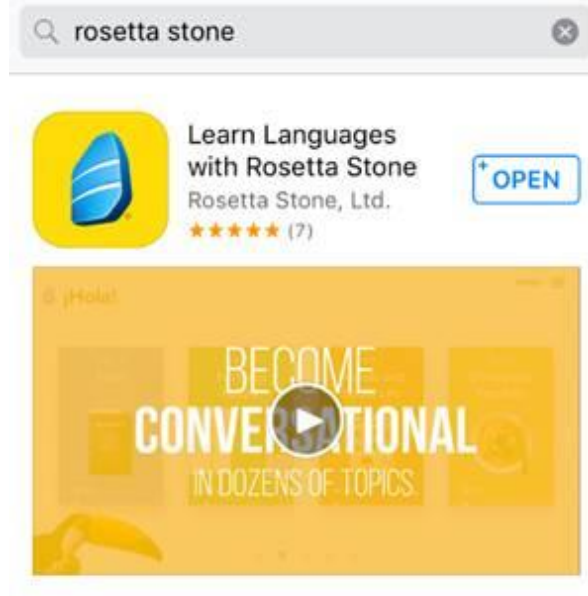 rosetta stone
Learn Languages
with Rosetta Stone
+ OPEN
Rosetta Stone, Ltd.
★★★★★ (7)
¡Hola!
BECOME
CONVERSATIONAL
IN DOZENS OF TOPICS.